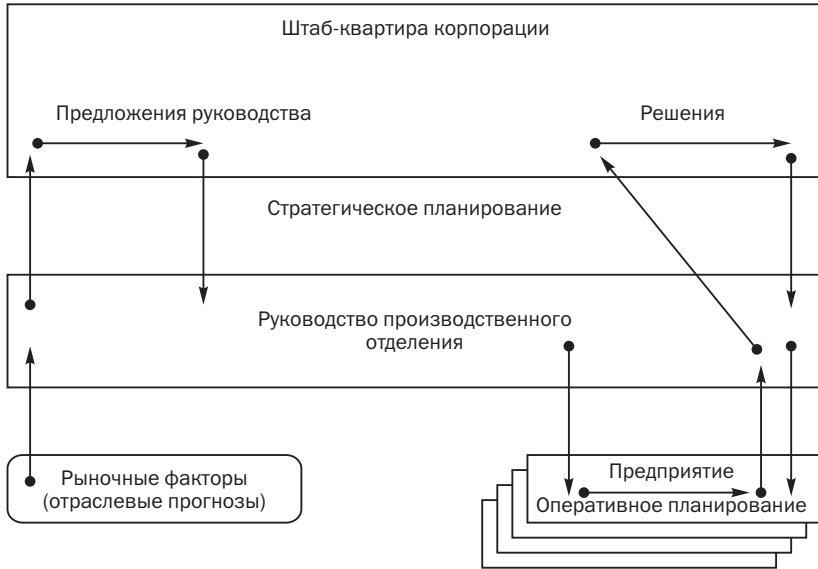 Штаб-квартира корпорации
Предложения руководства
Решения
Стратегическое планирование
Руководство производственного
отделения
Рыночные факторы
(отраслевые прогнозы)
Предприятие
Оперативное планирование